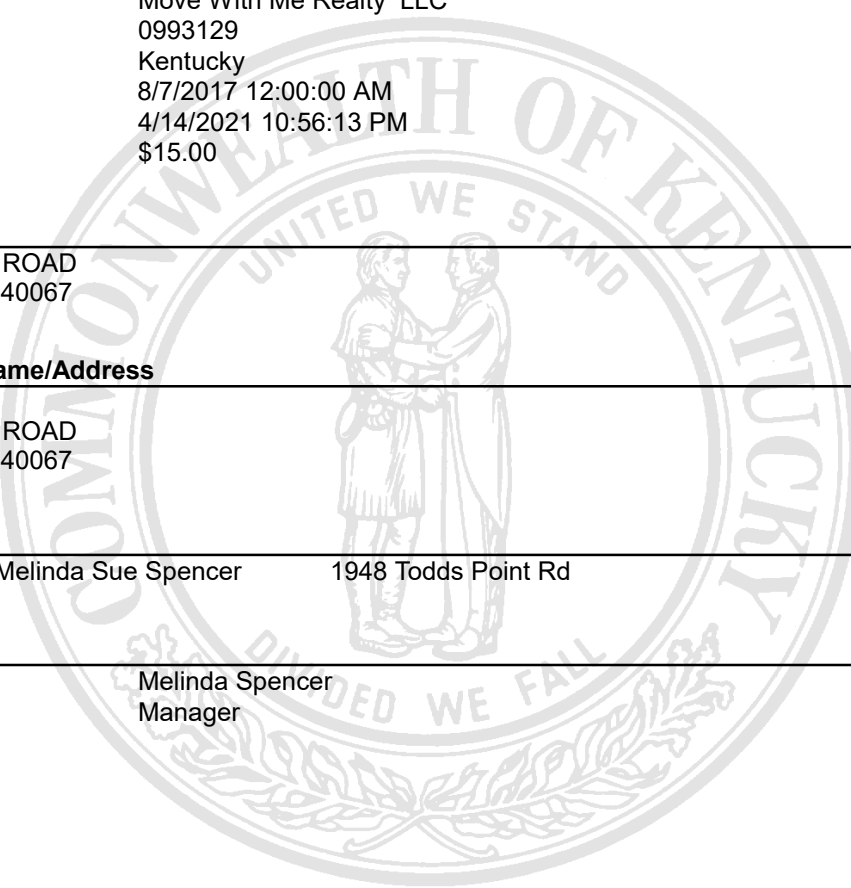 Move With Me Realty LLC
0993129
Kentucky
8/7/2017 12:00:00 AM
4/14/2021 10:56:13 PM
$15.00
COMMONWEALTH OF KENTUCKY
UNITED WE STAND
ROAD
40067
ame/Address
ROAD
40067
Melinda Sue Spencer 1948 Todds Point Rd
DIVIDED WE FALL
Melinda Spencer
Manager